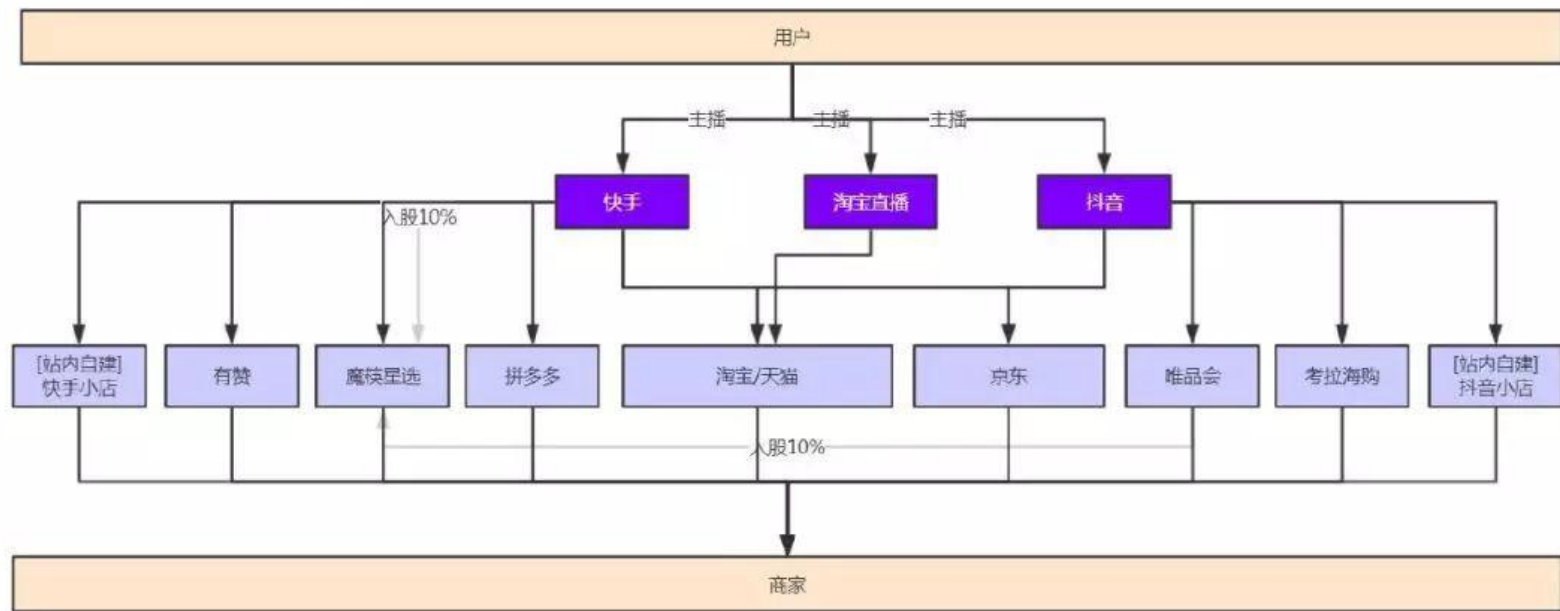 用户
主播
主播
主播
快手
淘宝直播
抖音
入股10%
[站内自建]
快手小店
有赞
魔筷星选
拼多多
淘宝/天猫
京东
唯品会
考拉海购
[站内自建]
抖音小店
入股10%
商家